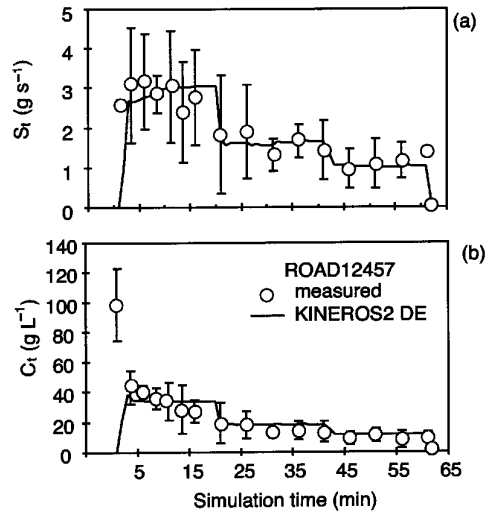 (a)
5
4
3
2
1
0
Sₜ (g s⁻¹)
(b)
140
120
100
80
60
40
20
0
Cₜ (g L⁻¹)
ROAD12457
measured
KINEROS2 DE
5 15 25 35 45 55 65
Simulation time (min)